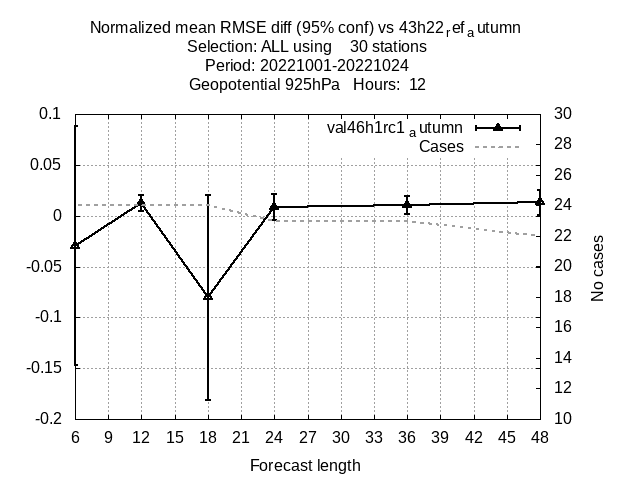 Normalized mean RMSE diff (95% conf) vs 43h22refautumn
Selection: ALL using 30 stations
Period: 20221001-20221024
Geopotential 925hPa Hours: 12
val46h1rc1autumn
Cases
0.1
0.05
0
-0.05
-0.1
-0.15
-0.2
30
28
26
24
22
20
18
16
14
12
10
No cases
6 9 12 15 18 21 24 27 30 33 36 39 42 45 48
Forecast length